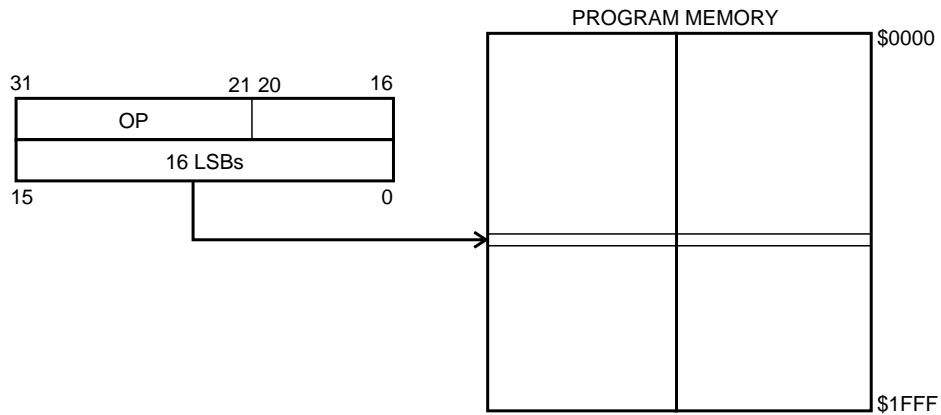 PROGRAM MEMORY
$0000
31 21 20 16
OP
16 LSBs
15 0
$1FFF